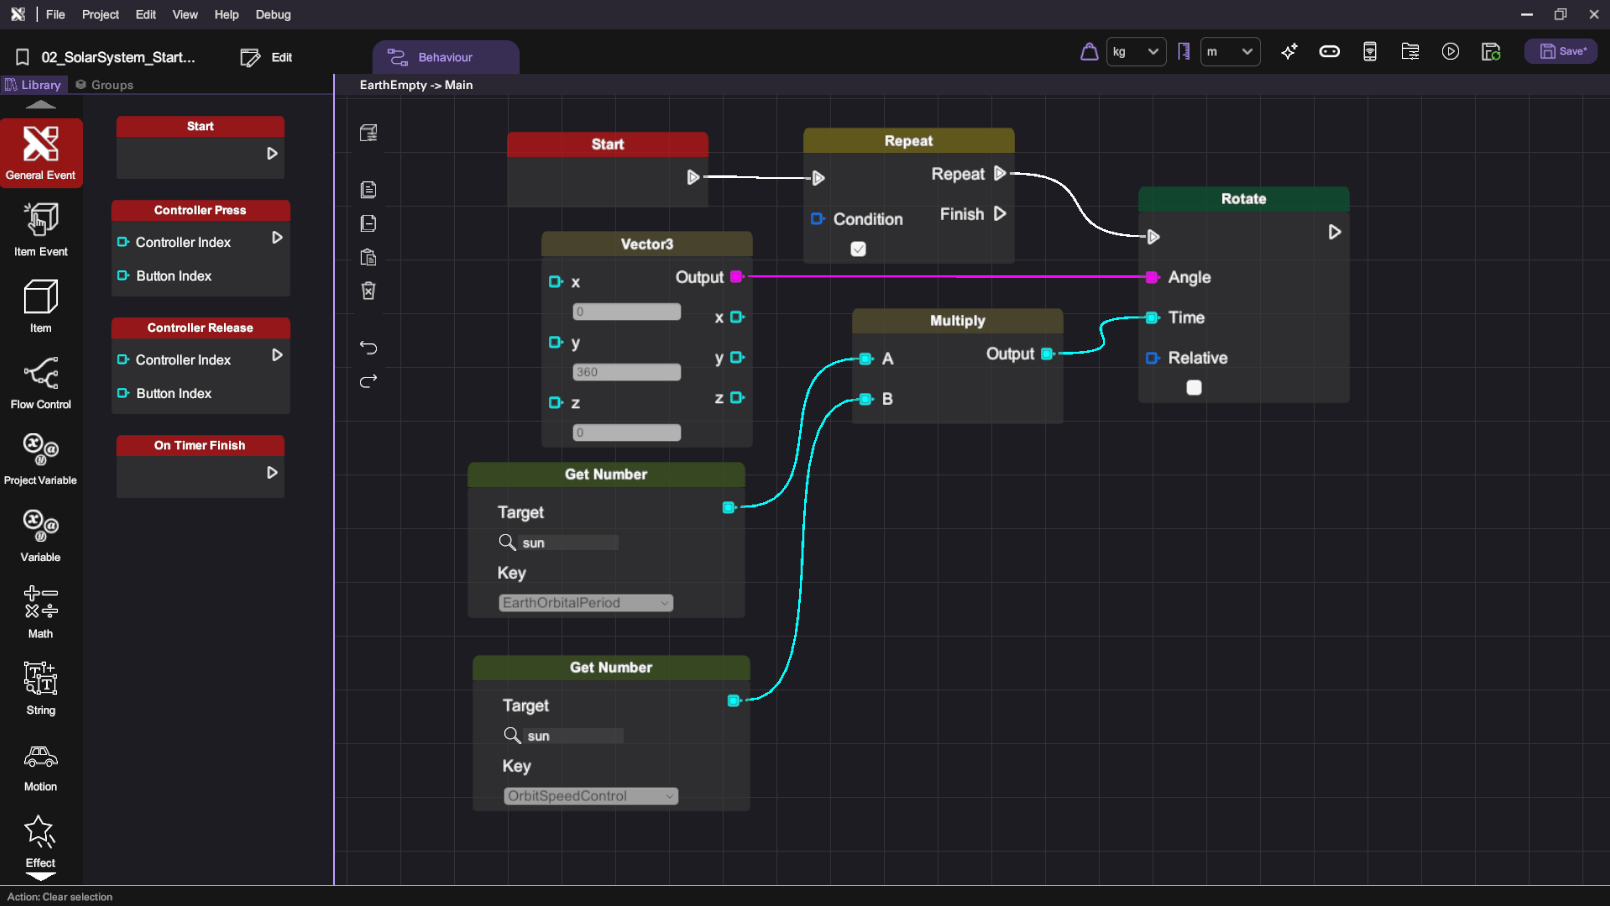 File Project Edit View Help Debug
02_SolarSystem_Start... Edit Behaviour kg m Save*
Library Groups
EarthEmpty -> Main
General Event
Item Event
Item
Flow Control
Project Variable
Variable
Math
String
Motion
Effect
Start
Controller Press
Controller Index
Button Index
Controller Release
Controller Index
Button Index
On Timer Finish
Start
Repeat
Repeat
Condition
Finish
Rotate
Angle
Time
Relative
Vector3
x
Output
0
x
y
y
360
z
z
0
Multiply
A
Output
B
Get Number
Target
sun
Key
EarthOrbitalPeriod
Get Number
Target
sun
Key
OrbitSpeedControl
Action: Clear selection